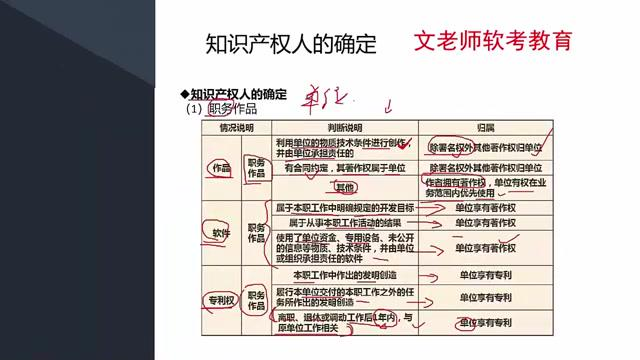 知识产权人的确定
文老师软考教育
◆知识产权人的确定
单位
(1) 职务作品
情况说明 判断说明 归属
作品 职务作品 利用单位的物质技术条件进行创作，并由单位承担责任的 除署名权外其他著作权归单位
有合同约定，其著作权属于单位 除署名权外其他著作权归单位
其他 作者拥有著作权，单位有权在业务范围内优先使用
软件 职务作品 属于本职工作中明确规定的开发目标 单位享有著作权
属于从事本职工作活动的结果 单位享有著作权
使用了单位资金、专用设备、未公开的信息等物质、技术条件，并由单位或组织承担责任的软件 单位享有著作权
专利权 职务作品 本职工作中作出的发明创造 单位享有专利
履行本单位交付的本职工作之外的任务所作出的发明创造 单位享有专利
离职、退休或调动工作后1年内，与原单位工作相关 单位享有专利